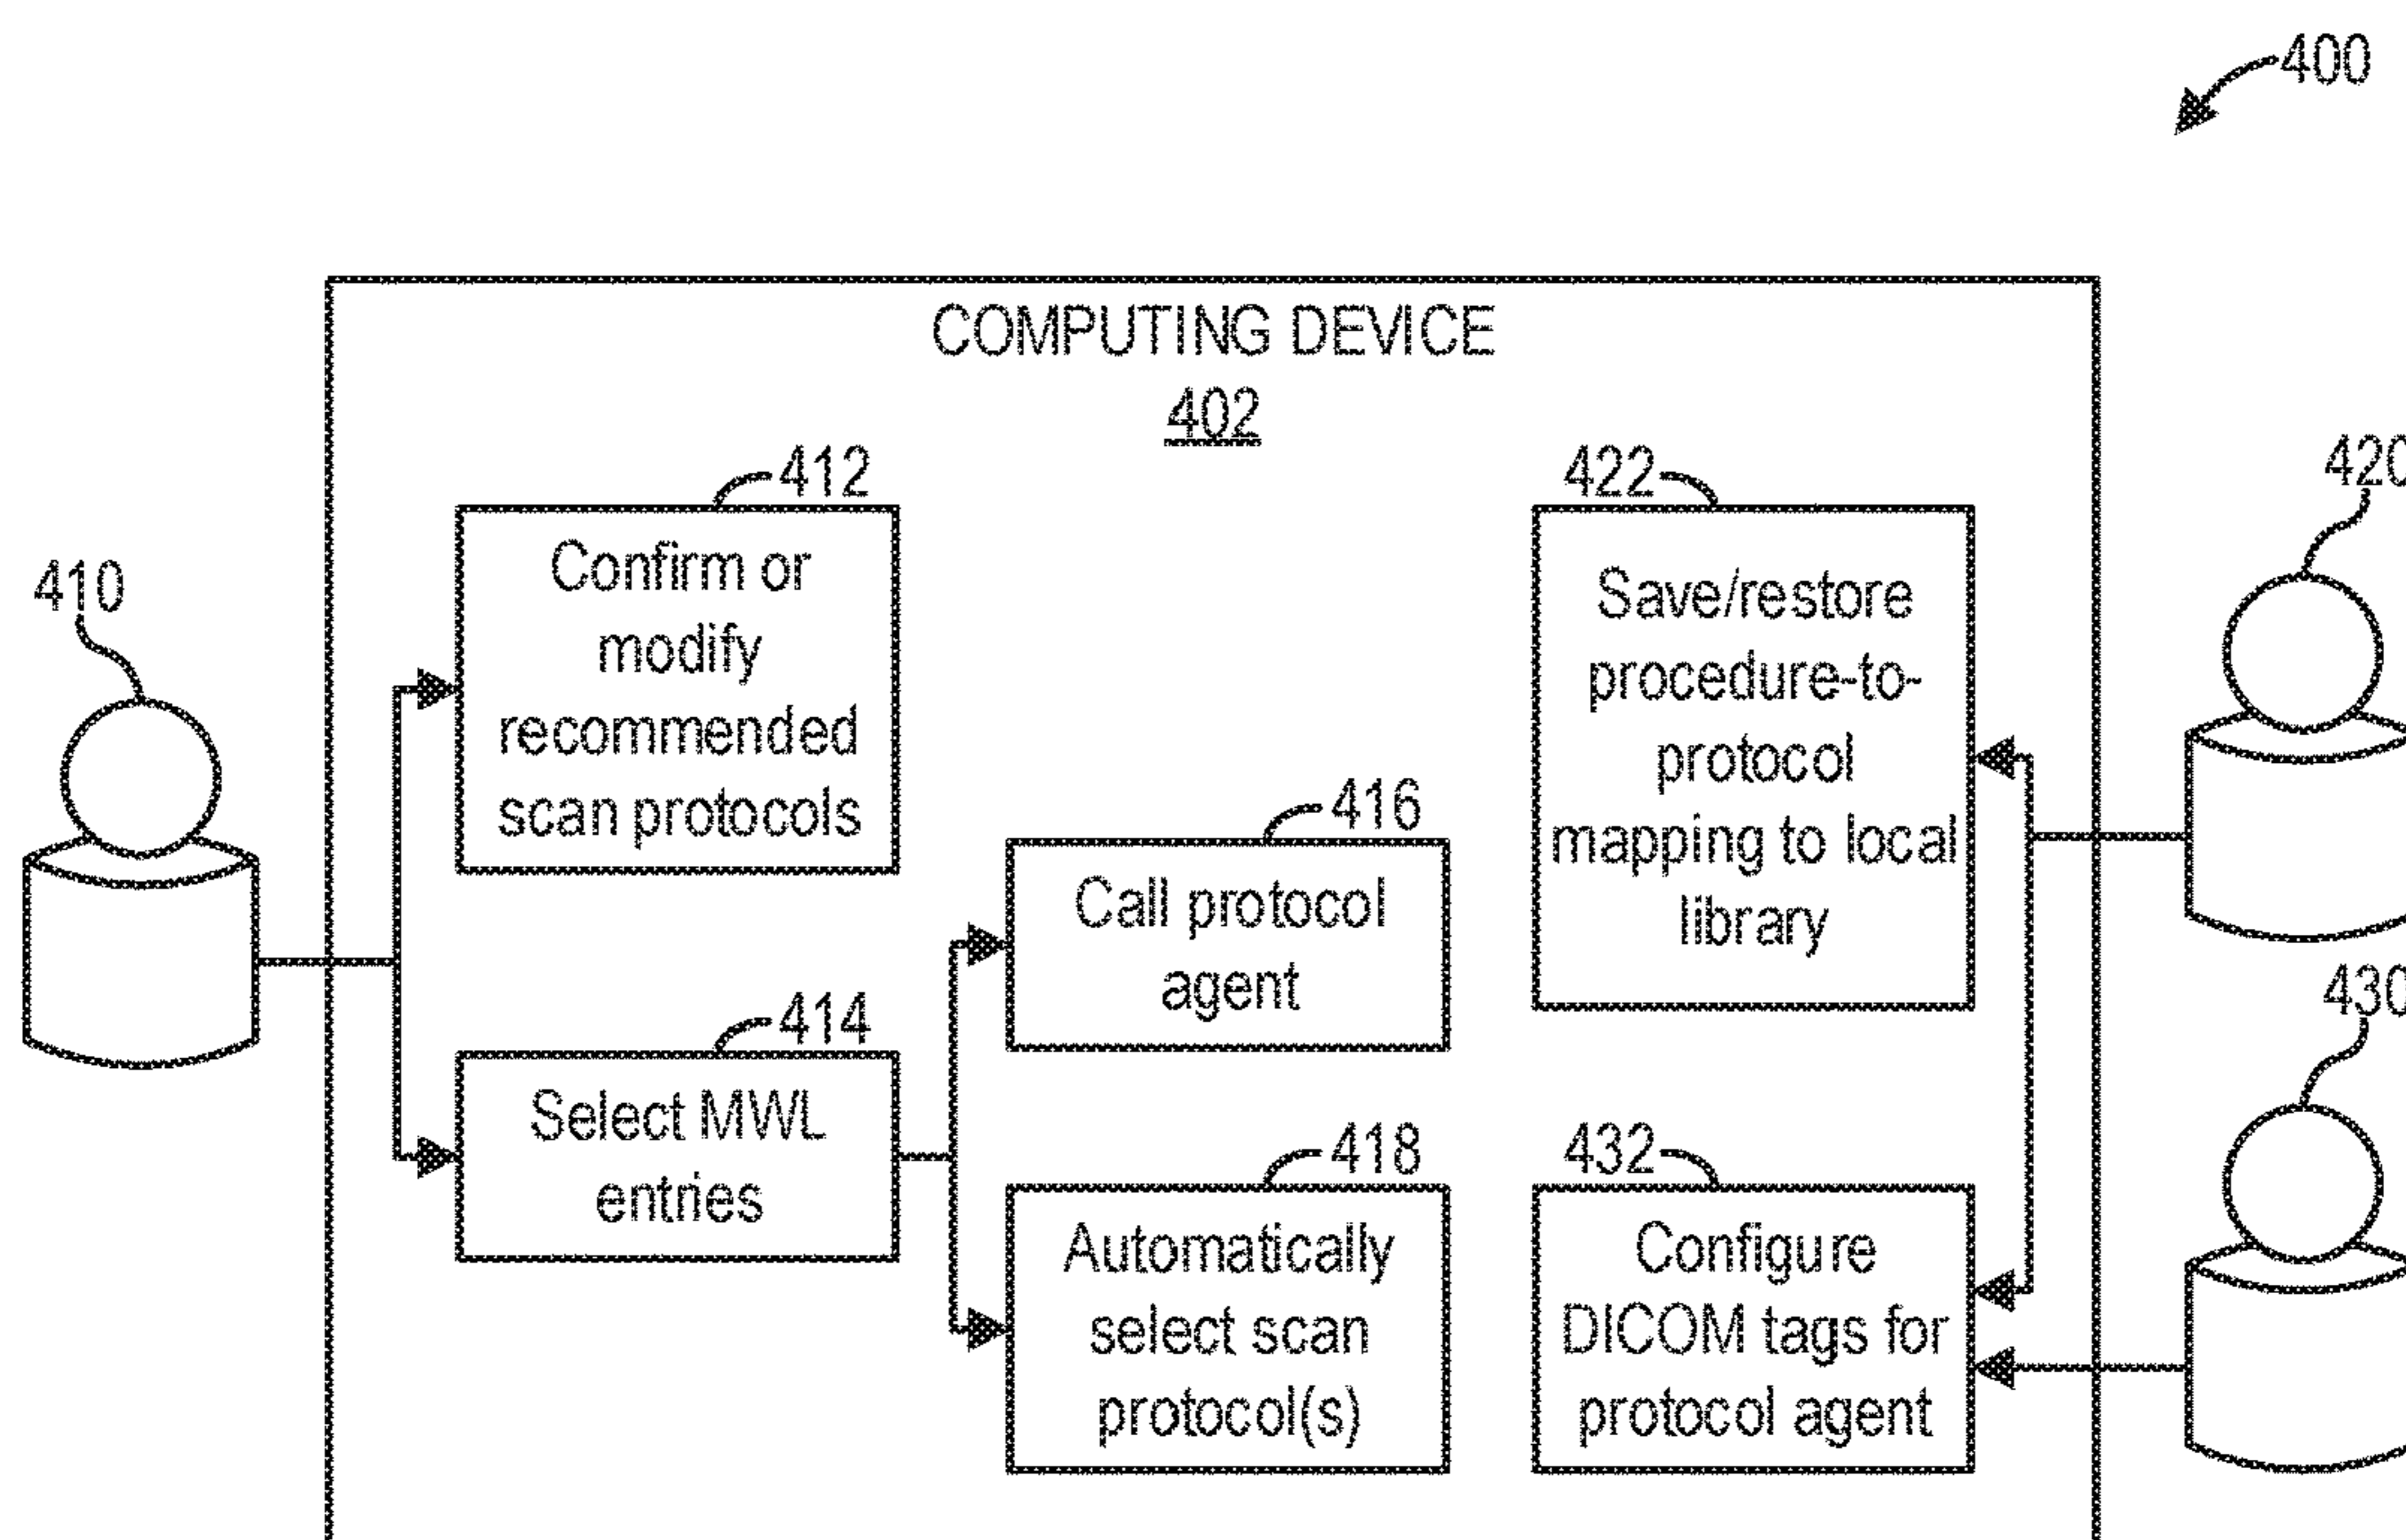 400
COMPUTING DEVICE
402
412
Confirm or
modify
recommended
scan protocols
410
414
Select MWL
entries
416
Call protocol
agent
418
Automatically
select scan
protocol(s)
422
Save/restore
procedure-to-
protocol
mapping to local
library
420
432
Configure
DICOM tags for
protocol agent
430